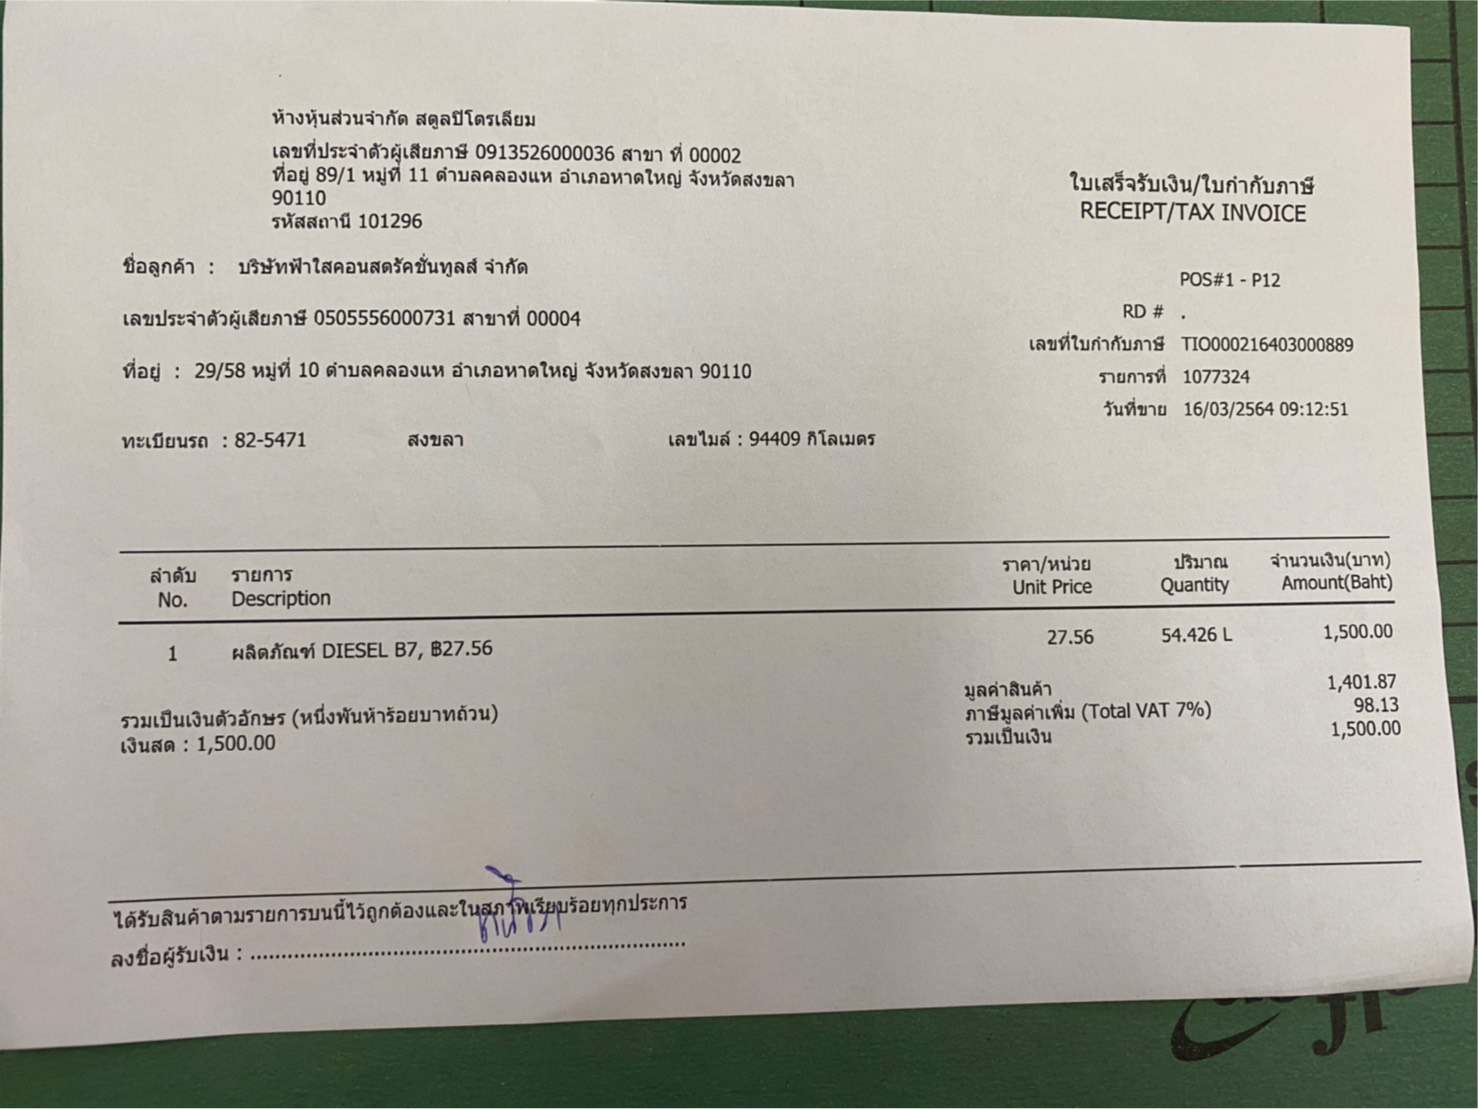 ห้างหุ้นส่วนจำกัด สตูลปิโตรเลียม
เลขที่ประจำตัวผู้เสียภาษี 0913526000036 สาขา ที่ 00002
ที่อยู่ 89/1 หมู่ที่ 11 ตำบลคลองแห อำเภอหาดใหญ่ จังหวัดสงขลา
90110
รหัสสถานี 101296
ใบเสร็จรับเงิน/ใบกำกับภาษี
RECEIPT/TAX INVOICE
ชื่อลูกค้า : บริษัทฟ้าใสคอนสตรัคชั่นทูลส์ จำกัด
POS#1 - P12
เลขประจำตัวผู้เสียภาษี 0505556000731 สาขาที่ 00004
RD # .
เลขที่ใบกำกับภาษี TIO000216403000889
ที่อยู่ : 29/58 หมู่ที่ 10 ตำบลคลองแห อำเภอหาดใหญ่ จังหวัดสงขลา 90110
รายการที่ 1077324
วันที่ขาย 16/03/2564 09:12:51
ทะเบียนรถ : 82-5471 สงขลา เลขไมล์ : 94409 กิโลเมตร
ลำดับ รายการ ราคา/หน่วย ปริมาณ จำนวนเงิน(บาท)
No. Description Unit Price Quantity Amount(Baht)
1 ผลิตภัณฑ์ DIESEL B7, ฿27.56 27.56 54.426 L 1,500.00
มูลค่าสินค้า 1,401.87
รวมเป็นเงินตัวอักษร (หนึ่งพันห้าร้อยบาทถ้วน) ภาษีมูลค่าเพิ่ม (Total VAT 7%) 98.13
เงินสด : 1,500.00 รวมเป็นเงิน 1,500.00
ได้รับสินค้าตามรายการบนนี้ไว้ถูกต้องและในสภาพเรียบร้อยทุกประการ
ลงชื่อผู้รับเงิน : ......................................................................